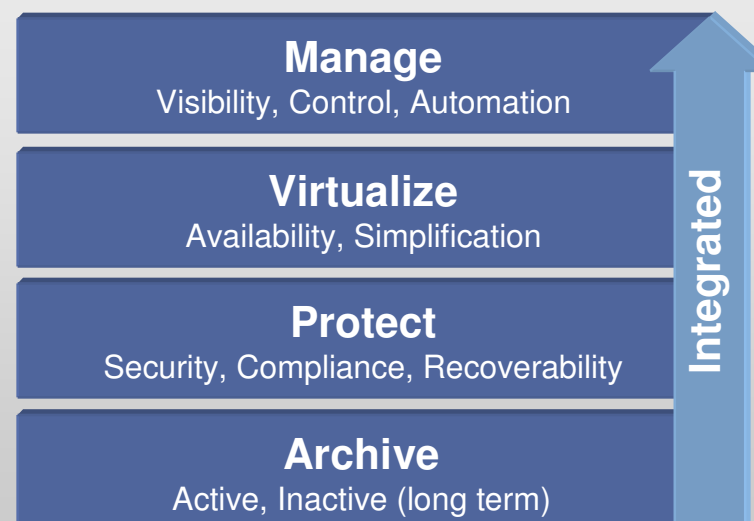 Manage
Visibility, Control, Automation
Virtualize
Availability, Simplification
Protect
Security, Compliance, Recoverability
Archive
Active, Inactive (long term)
Integrated